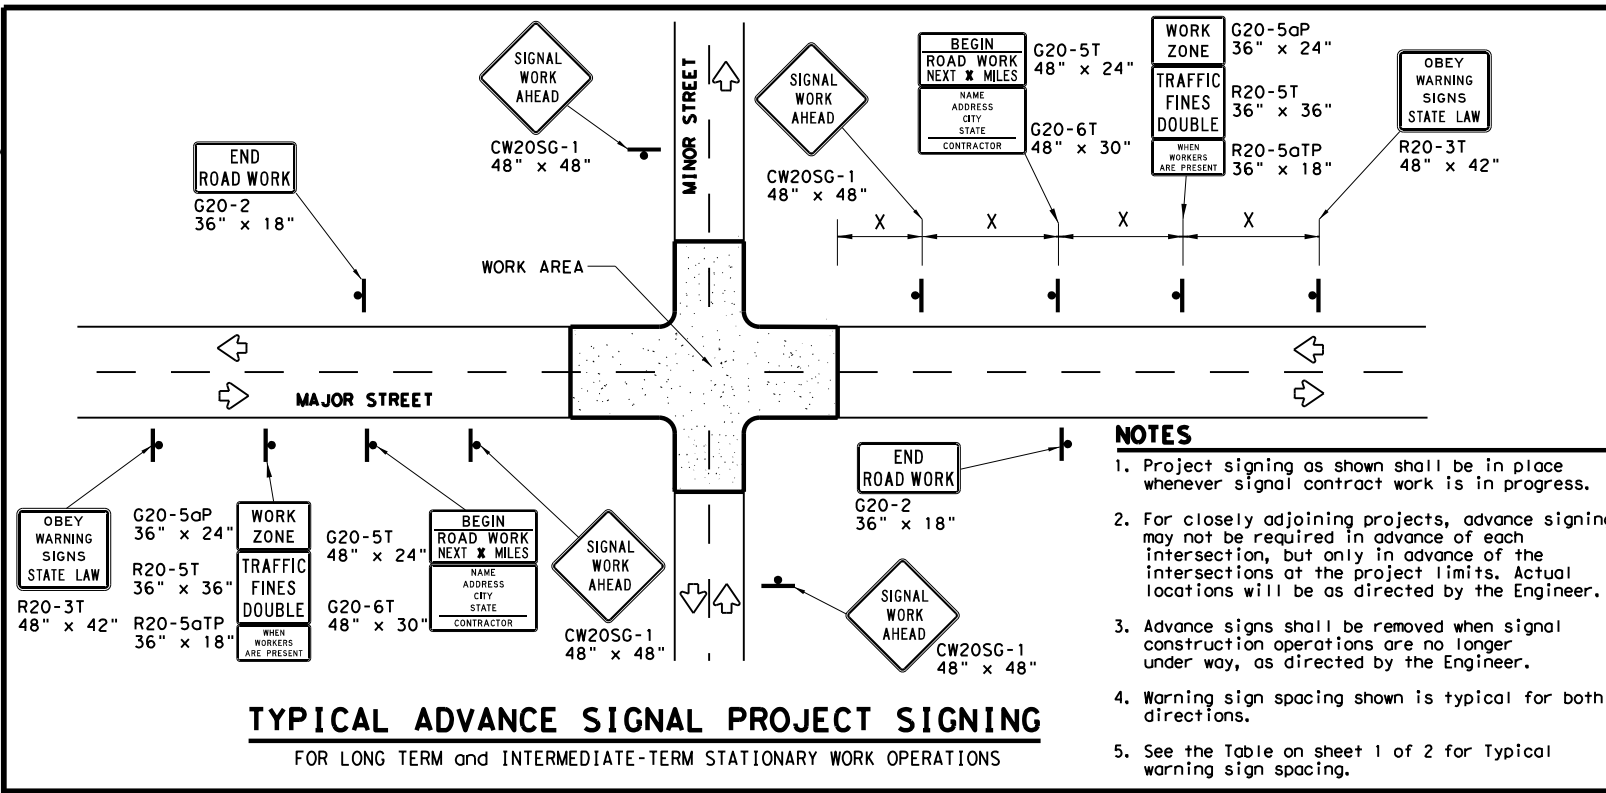 SIGNAL
WORK
AHEAD
CW20SG-1
48" x 48"
MINOR STREET
SIGNAL
WORK
AHEAD
CW20SG-1
48" x 48"
BEGIN
ROAD WORK
NEXT X MILES
NAME
ADDRESS
CITY
STATE
CONTRACTOR
G20-5T
48" x 24"
G20-6T
48" x 30"
WORK
ZONE
TRAFFIC
FINES
DOUBLE
WHEN
WORKERS
ARE PRESENT
G20-5aP
36" x 24"
R20-5T
36" x 36"
R20-5aTP
36" x 18"
OBEY
WARNING
SIGNS
STATE LAW
R20-3T
48" x 42"
END
ROAD WORK
G20-2
36" x 18"
X
X
X
X
WORK AREA
MAJOR STREET
OBEY
WARNING
SIGNS
STATE LAW
R20-3T
48" x 42"
G20-5aP
36" x 24"
R20-5T
36" x 36"
R20-5aTP
36" x 18"
WORK
ZONE
TRAFFIC
FINES
DOUBLE
WHEN
WORKERS
ARE PRESENT
G20-5T
48" x 24"
G20-6T
48" x 30"
BEGIN
ROAD WORK
NEXT X MILES
NAME
ADDRESS
CITY
STATE
CONTRACTOR
SIGNAL
WORK
AHEAD
CW20SG-1
48" x 48"
END
ROAD WORK
G20-2
36" x 18"
SIGNAL
WORK
AHEAD
CW20SG-1
48" x 48"
TYPICAL ADVANCE SIGNAL PROJECT SIGNING
FOR LONG TERM and INTERMEDIATE-TERM STATIONARY WORK OPERATIONS
NOTES
1. Project signing as shown shall be in place
whenever signal contract work is in progress.
2. For closely adjoining projects, advance signing
may not be required in advance of each
intersection, but only in advance of the
intersections at the project limits. Actual
locations will be as directed by the Engineer.
3. Advance signs shall be removed when signal
construction operations are no longer
under way, as directed by the Engineer.
4. Warning sign spacing shown is typical for both
directions.
5. See the Table on sheet 1 of 2 for Typical
warning sign spacing.